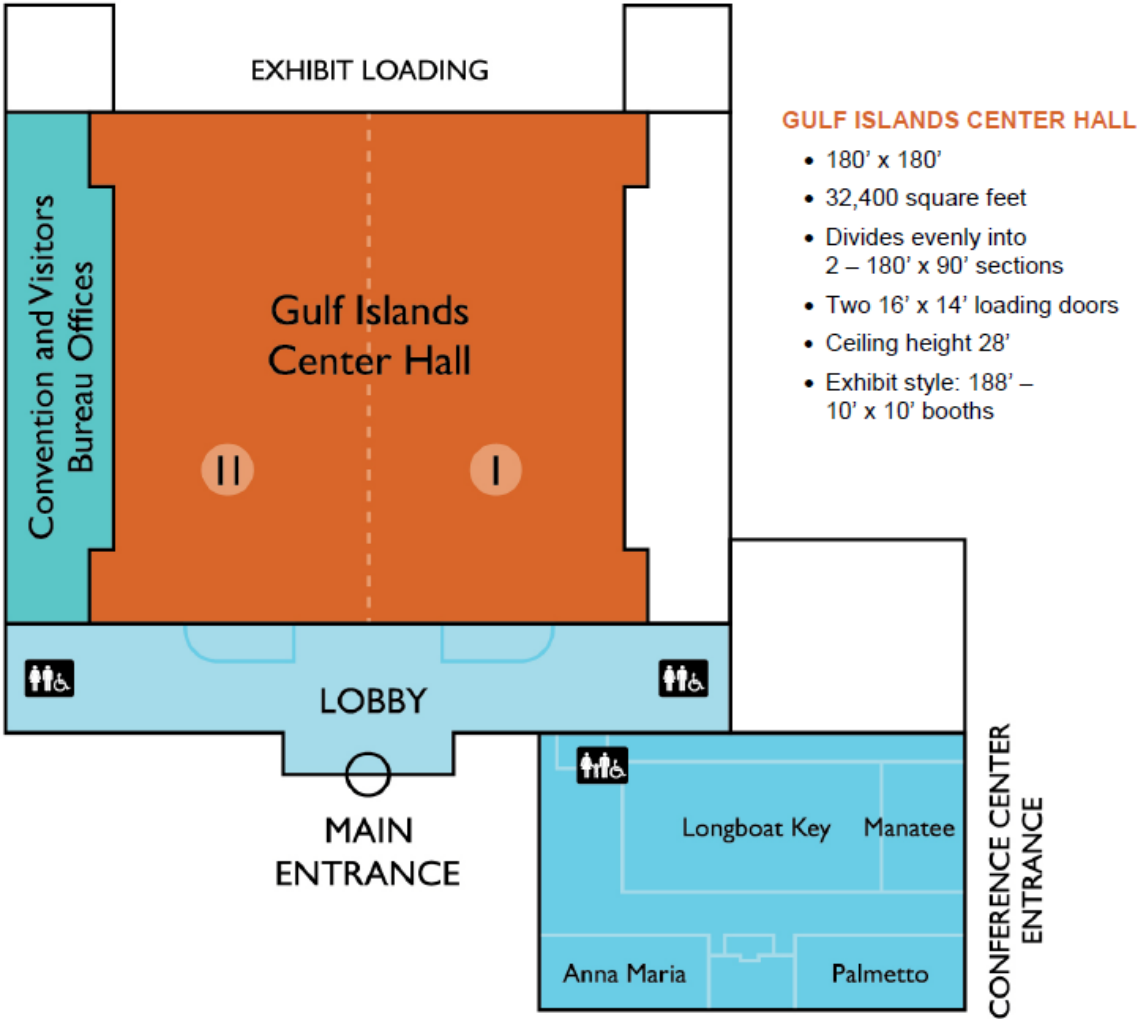 EXHIBIT LOADING
GULF ISLANDS CENTER HALL
• 180’ x 180’
• 32,400 square feet
• Divides evenly into
2 – 180’ x 90’ sections
• Two 16’ x 14’ loading doors
• Ceiling height 28’
• Exhibit style: 188’ –
10’ x 10’ booths
Convention and Visitors
Bureau Offices
Gulf Islands
Center Hall
II
I
LOBBY
MAIN
ENTRANCE
Longboat Key
Manatee
Anna Maria
Palmetto
CONFERENCE CENTER
ENTRANCE